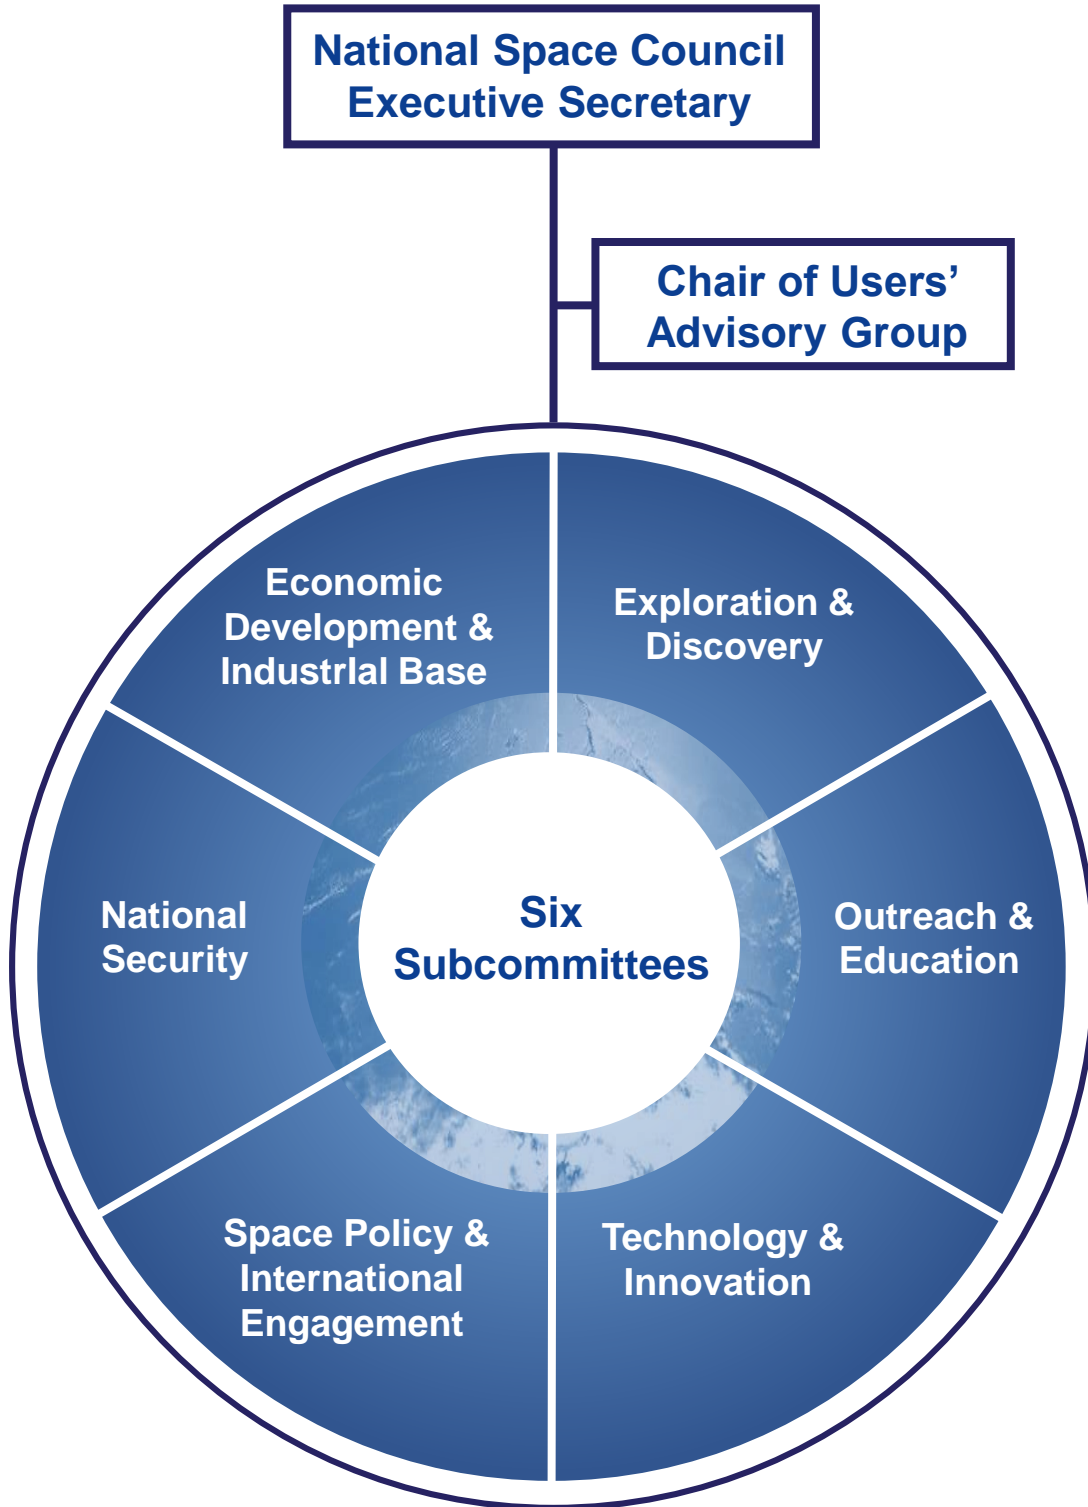 National Space Council
Executive Secretary
Chair of Users’
Advisory Group
Economic
Development &
IndustrIal Base
Exploration &
Discovery
National
Security
Six
Subcommittees
Outreach &
Education
Space Policy &
International
Engagement
Technology &
Innovation